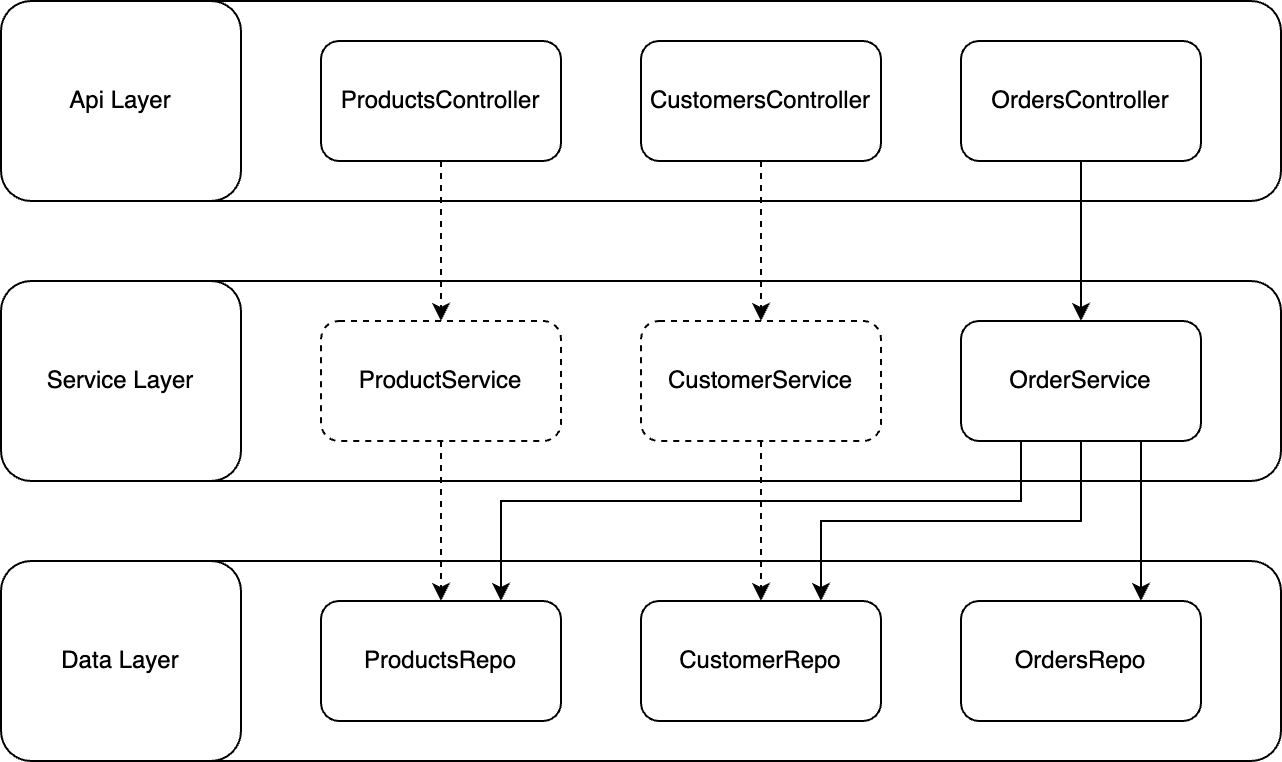 Api Layer
ProductsController
CustomersController
OrdersController
Service Layer
ProductService
CustomerService
OrderService
Data Layer
ProductsRepo
CustomerRepo
OrdersRepo